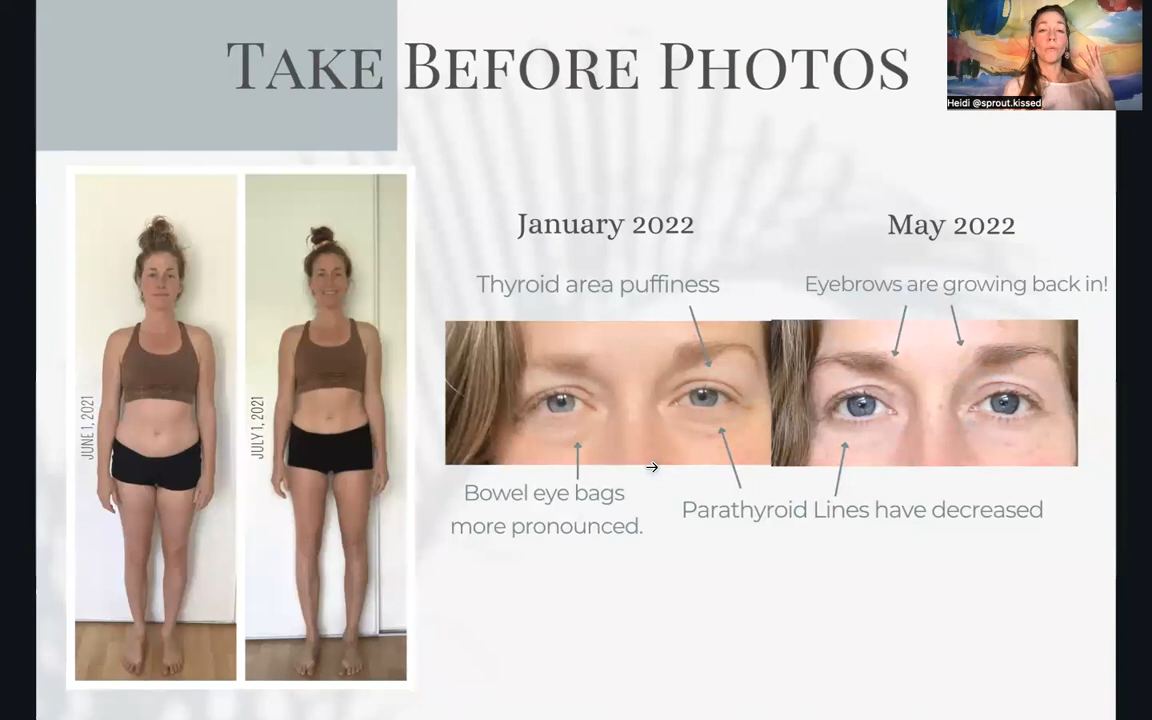 TAKE BEFORE PHOTOS
Heidi @sprout.kissed
JUNE 1, 2021
JULY 1, 2021
January 2022
May 2022
Thyroid area puffiness
Eyebrows are growing back in!
Bowel eye bags
more pronounced.
Parathyroid Lines have decreased